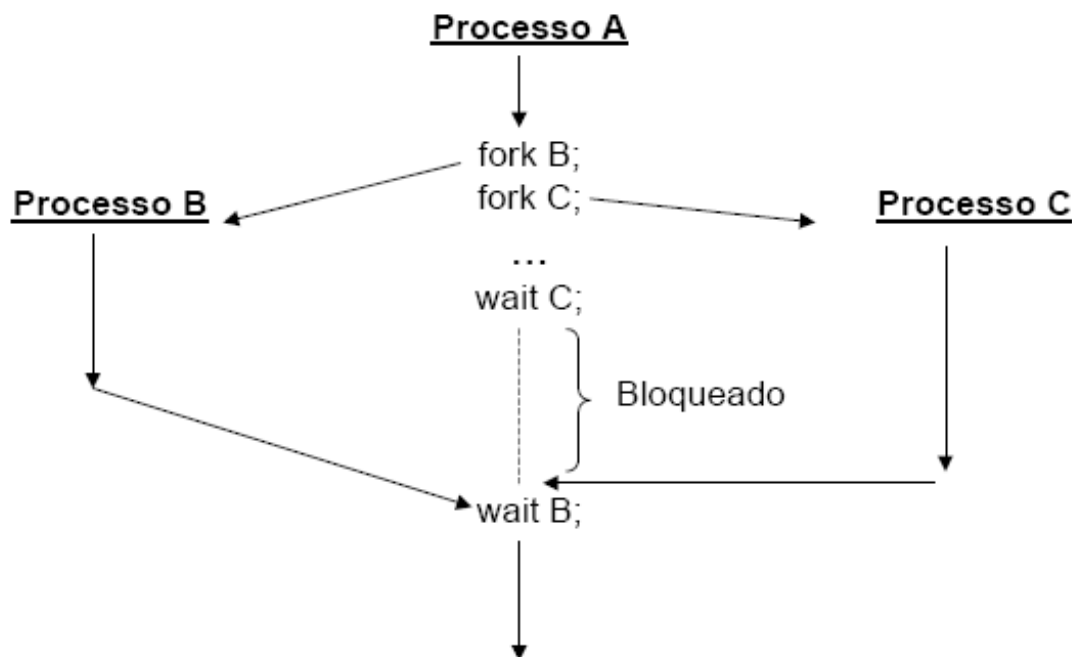 Processo A
fork B;
fork C;
Processo B
Processo C
...
wait C;
Bloqueado
wait B;